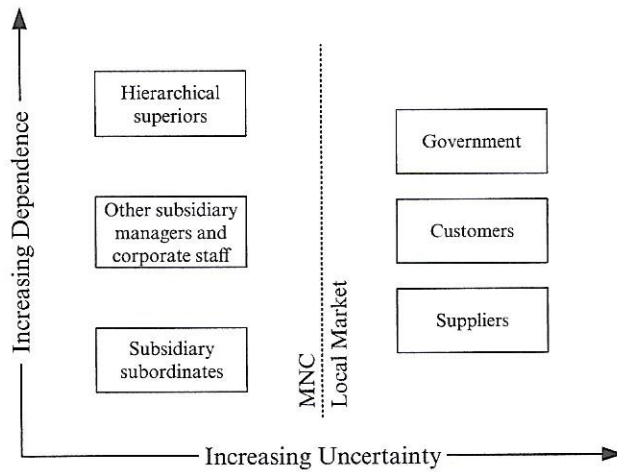 Increasing Dependence
Hierarchical
superiors
Other subsidiary
managers and
corporate staff
Subsidiary
subordinates
MNC
Local Market
Government
Customers
Suppliers
Increasing Uncertainty